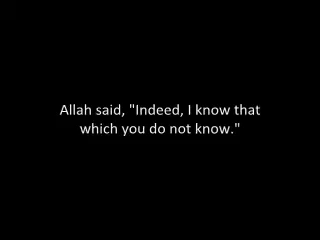 Allah said, "Indeed, I know that
which you do not know."